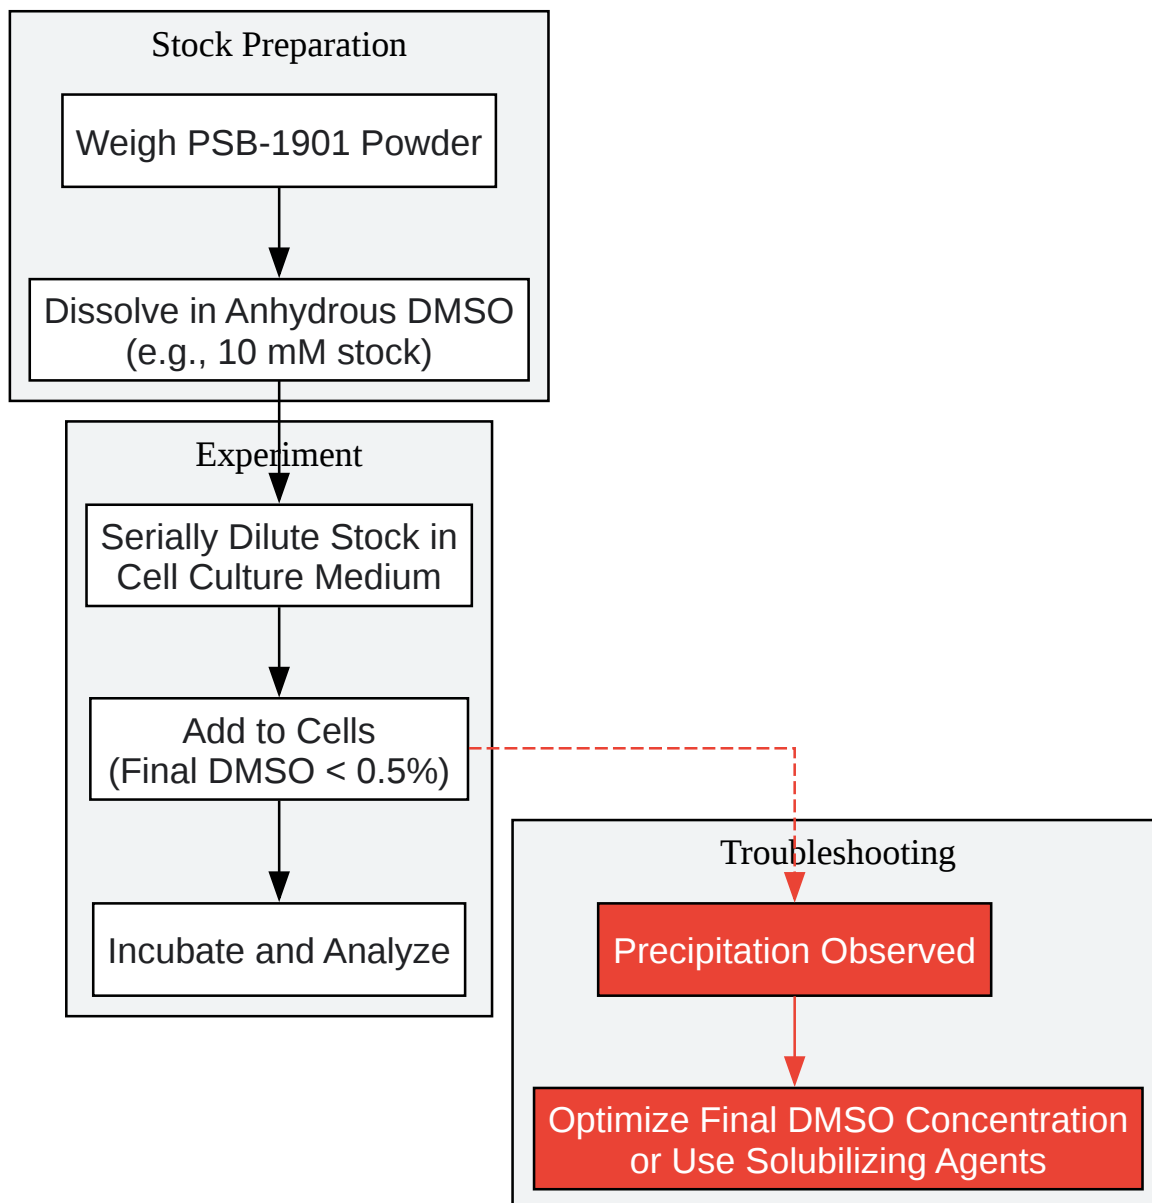 Stock Preparation
Weigh PSB-1901 Powder
Dissolve in Anhydrous DMSO
(e.g., 10 mM stock)
Experiment
Serially Dilute Stock in
Cell Culture Medium
Add to Cells
(Final DMSO < 0.5%)
Incubate and Analyze
Troubleshooting
Precipitation Observed
Optimize Final DMSO Concentration
or Use Solubilizing Agents